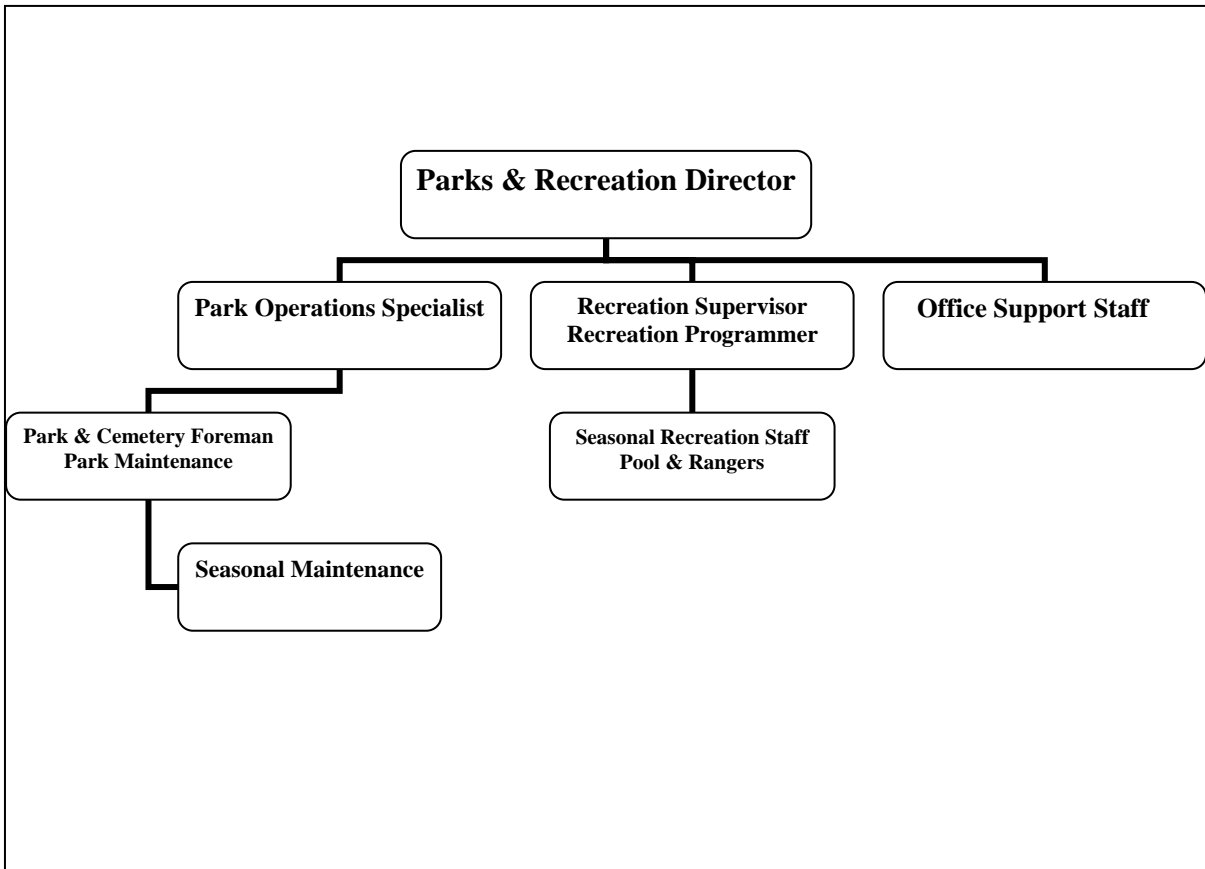 Parks & Recreation Director
Park Operations Specialist
Recreation Supervisor
Recreation Programmer
Office Support Staff
Park & Cemetery Foreman
Park Maintenance
Seasonal Recreation Staff
Pool & Rangers
Seasonal Maintenance